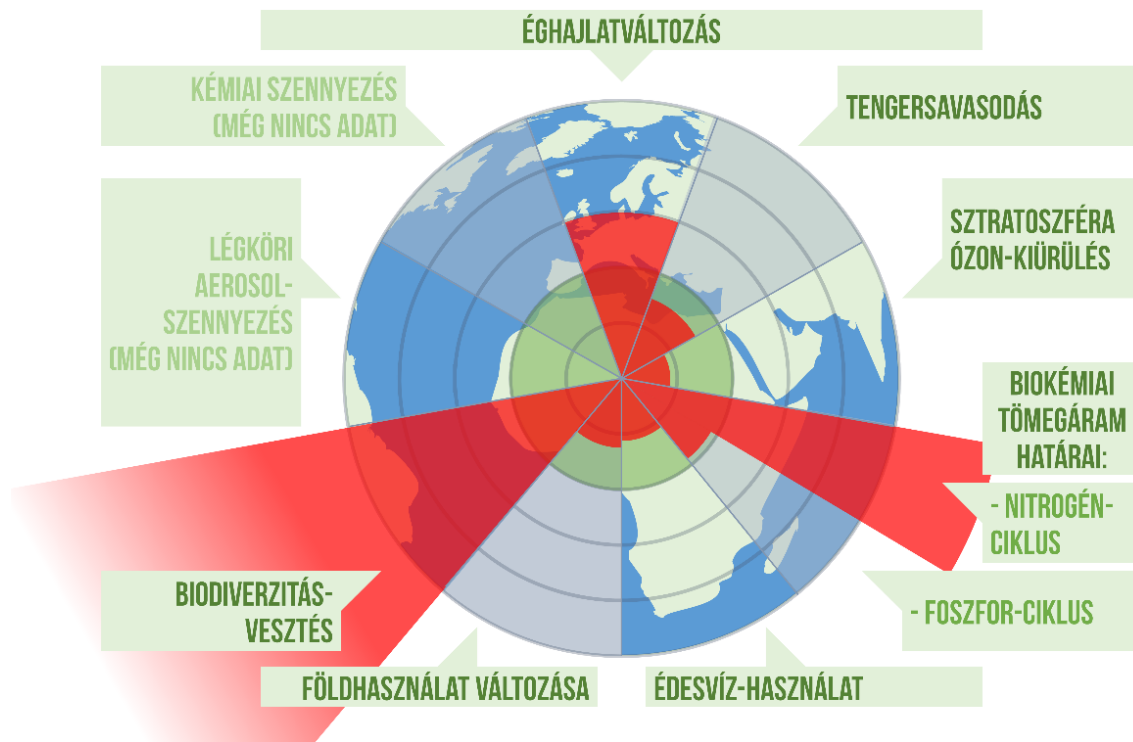 ÉGHAJLATVÁLTOZÁS
KÉMIAI SZENNYEZÉS
(MÉG NINCS ADAT)
TENGERSAVASODÁS
LÉGKÖRI
AEROSOL-
SZENNYEZÉS
(MÉG NINCS ADAT)
SZTRATOSZFÉRA
ÓZON-KIÜRÜLÉS
BIOKÉMIAI
TÖMEGÁRAM
HATÁRAI:
- NITROGÉN-
CIKLUS
- FOSZFOR-CIKLUS
BIODIVERZITÁS-
VESZTÉS
FÖLDHASZNÁLAT VÁLTOZÁSA
ÉDESVÍZ-HASZNÁLAT